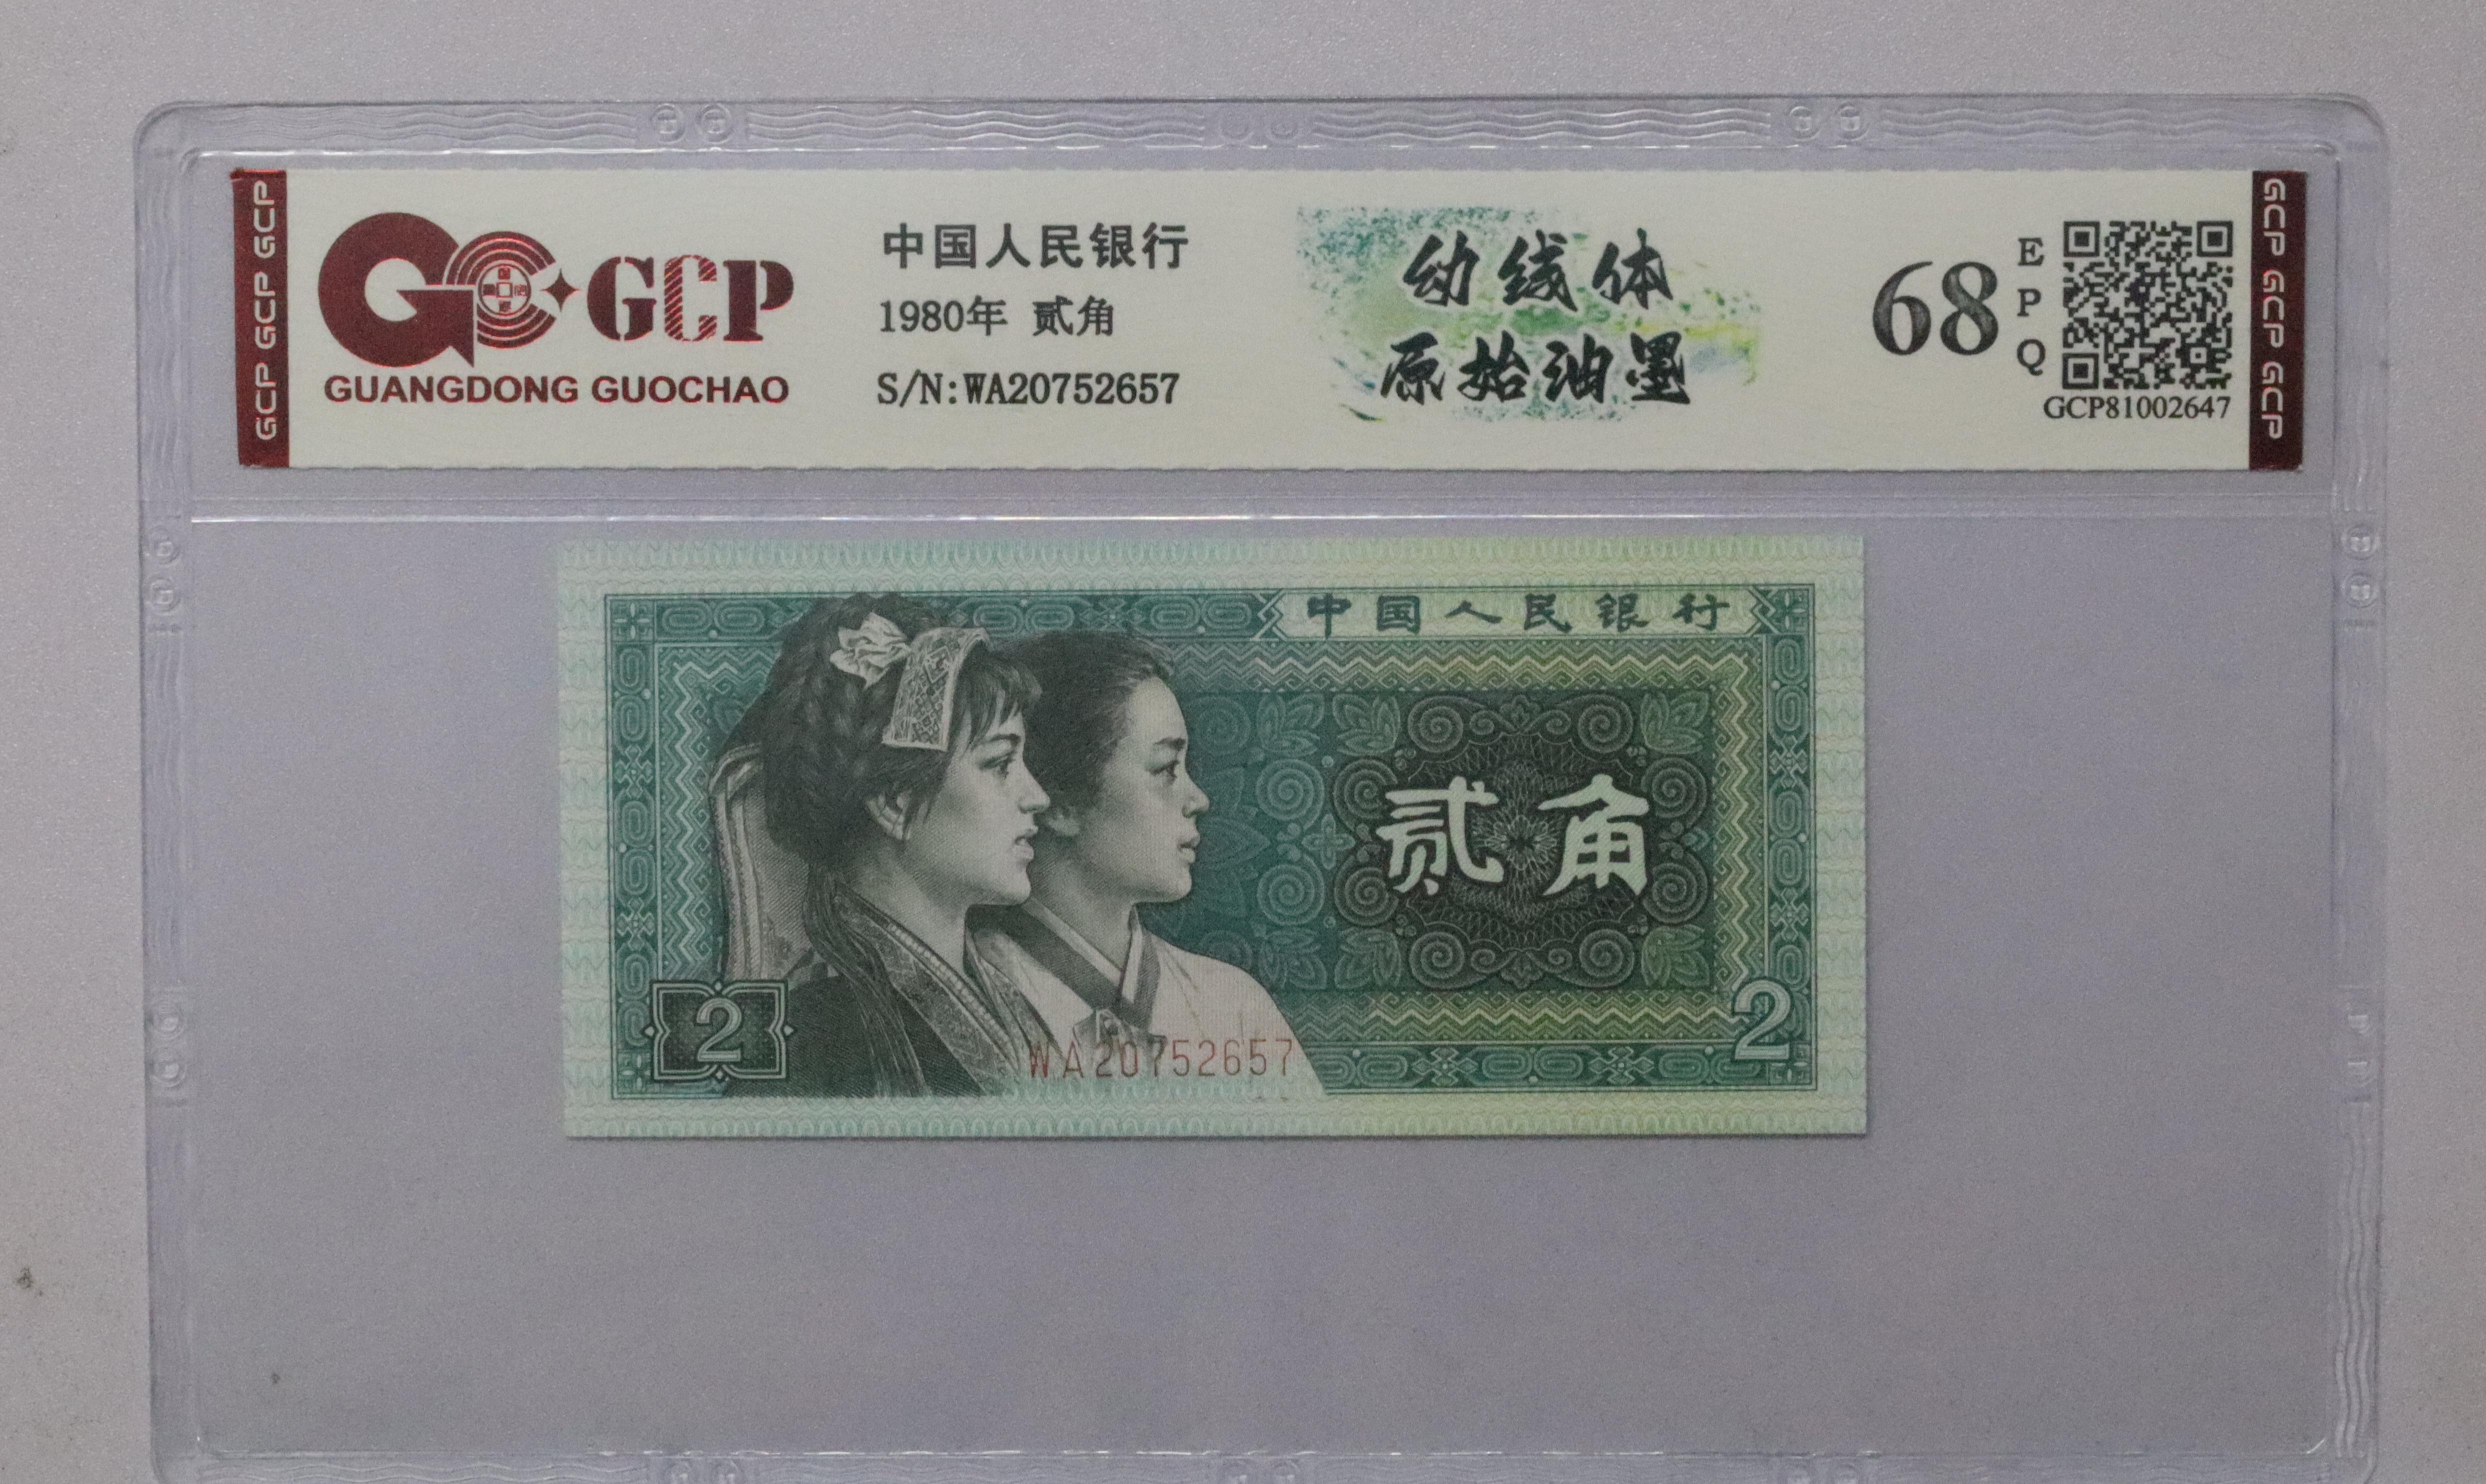 GCP GCP GCP
GCP
GUANGDONG GUOCHAO
中国人民银行
1980年 贰角
S/N:WA20752657
幼线体
原始油墨
68
EPQ
GCP81002647
GCP GCP GCP
中国人民银行
贰角
2
WA20752657
2